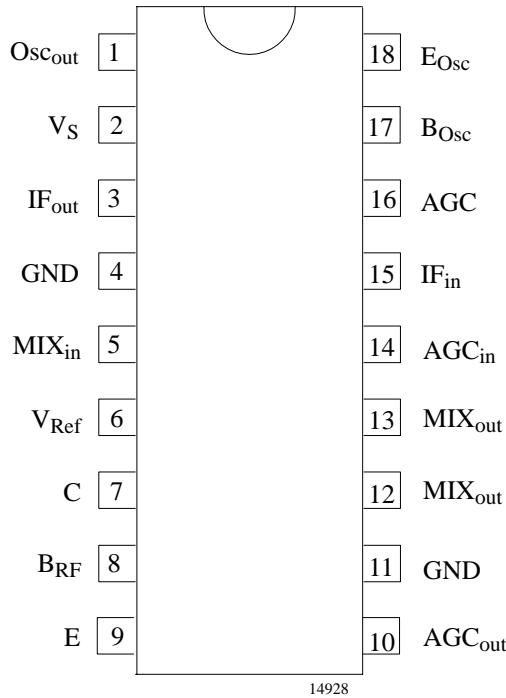 Osc_out 1 18 E_Osc
V_S 2 17 B_Osc
IF_out 3 16 AGC
GND 4 15 IF_in
MIX_in 5 14 AGC_in
V_Ref 6 13 MIX_out
C 7 12 MIX_out
B_RF 8 11 GND
E 9 10 AGC_out
14928